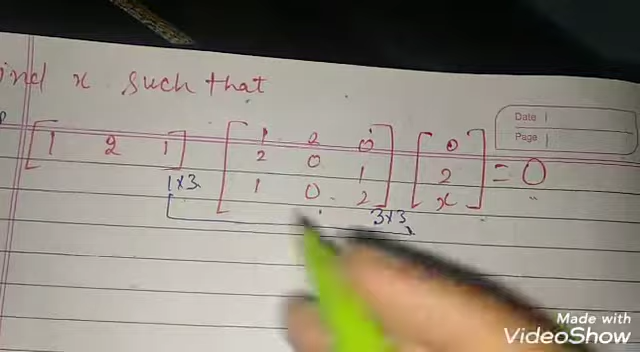 ind x such that
[1 2 1] [1 2 0 [0
2 0 1 2
1 0 2] x] = 0
1×3 3×3
Date
Page
Made with
VideoShow